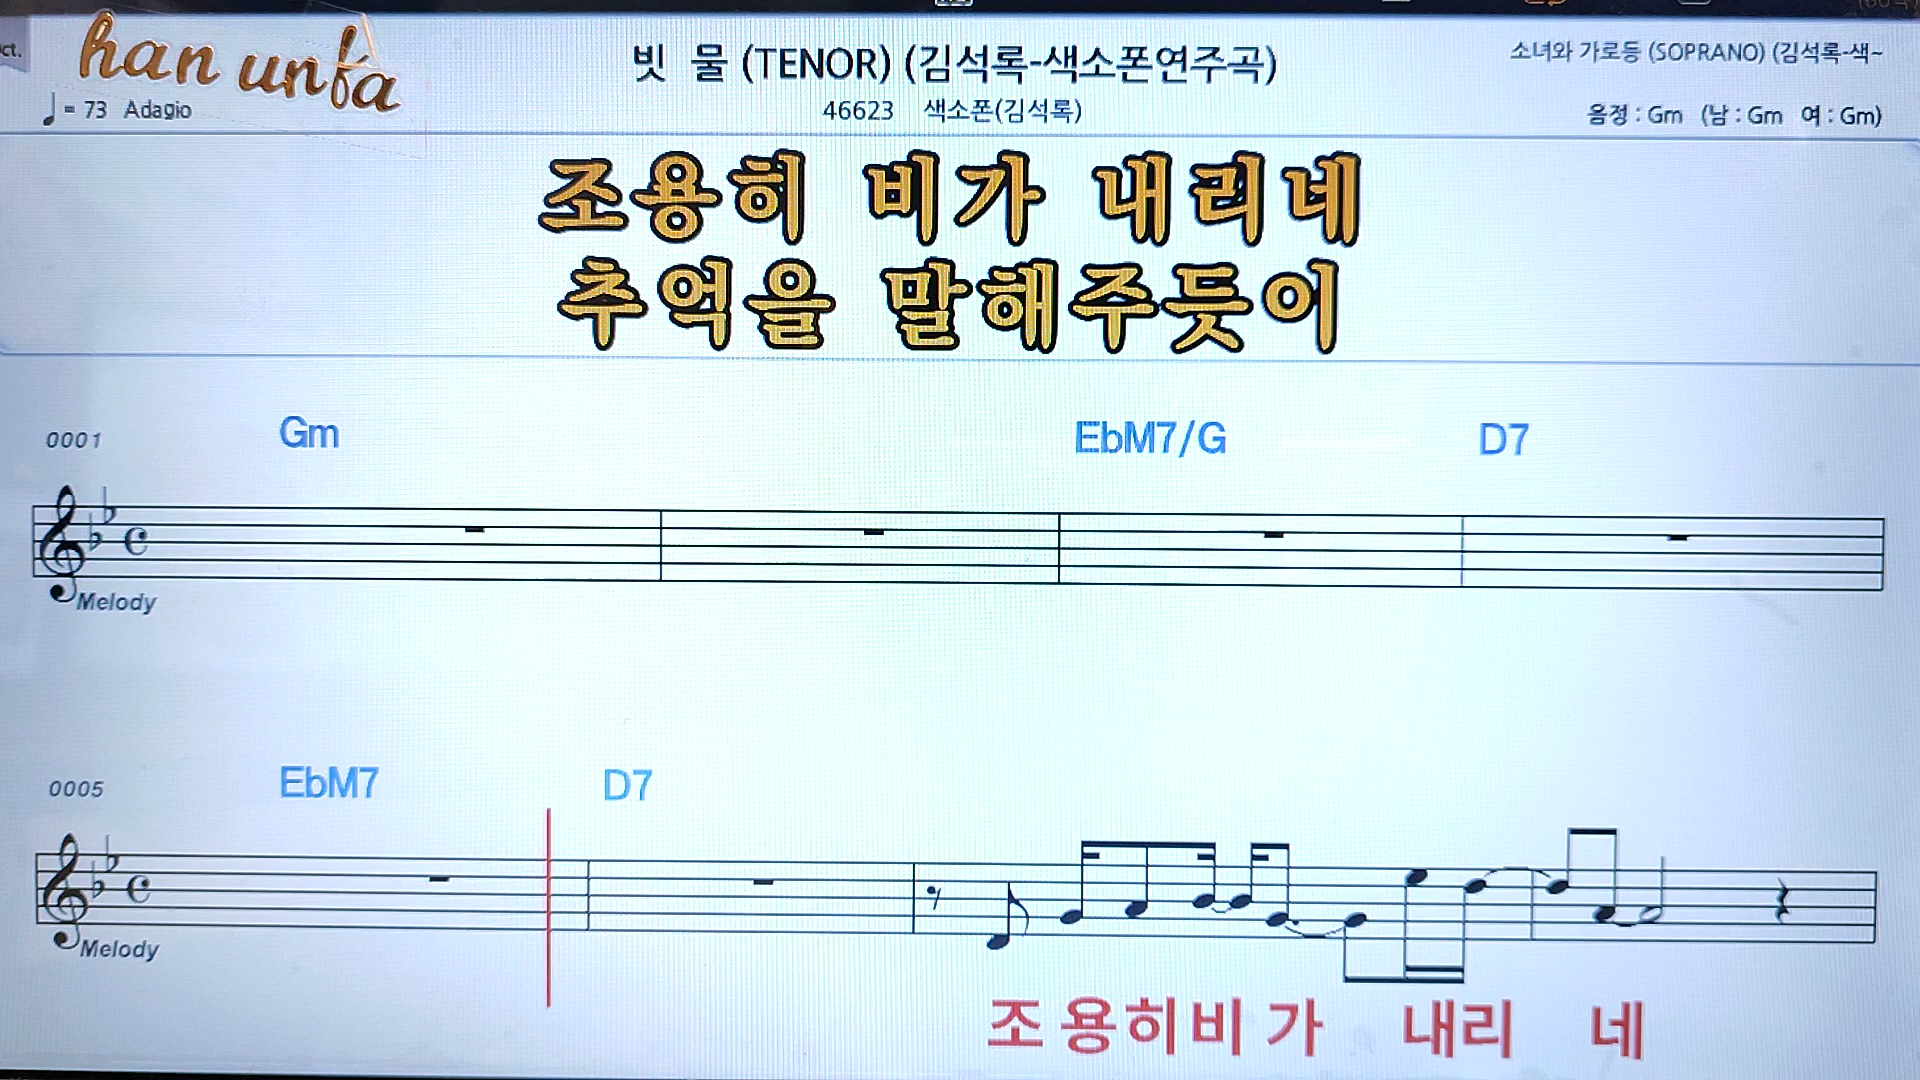 ct.
han unfa
빗 물 (TENOR) (김석록-색소폰연주곡)
소녀와 가로등 (SOPRANO) (김석록-색~
= 73 Adagio
46623 색소폰(김석록)
음정 : Gm (남 : Gm 여 : Gm)
조용히 비가 내리네
추억을 말해주듯이
0001 Gm EbM7/G D7
Melody
0005 EbM7 D7
Melody
조 용히비 가 내리 네